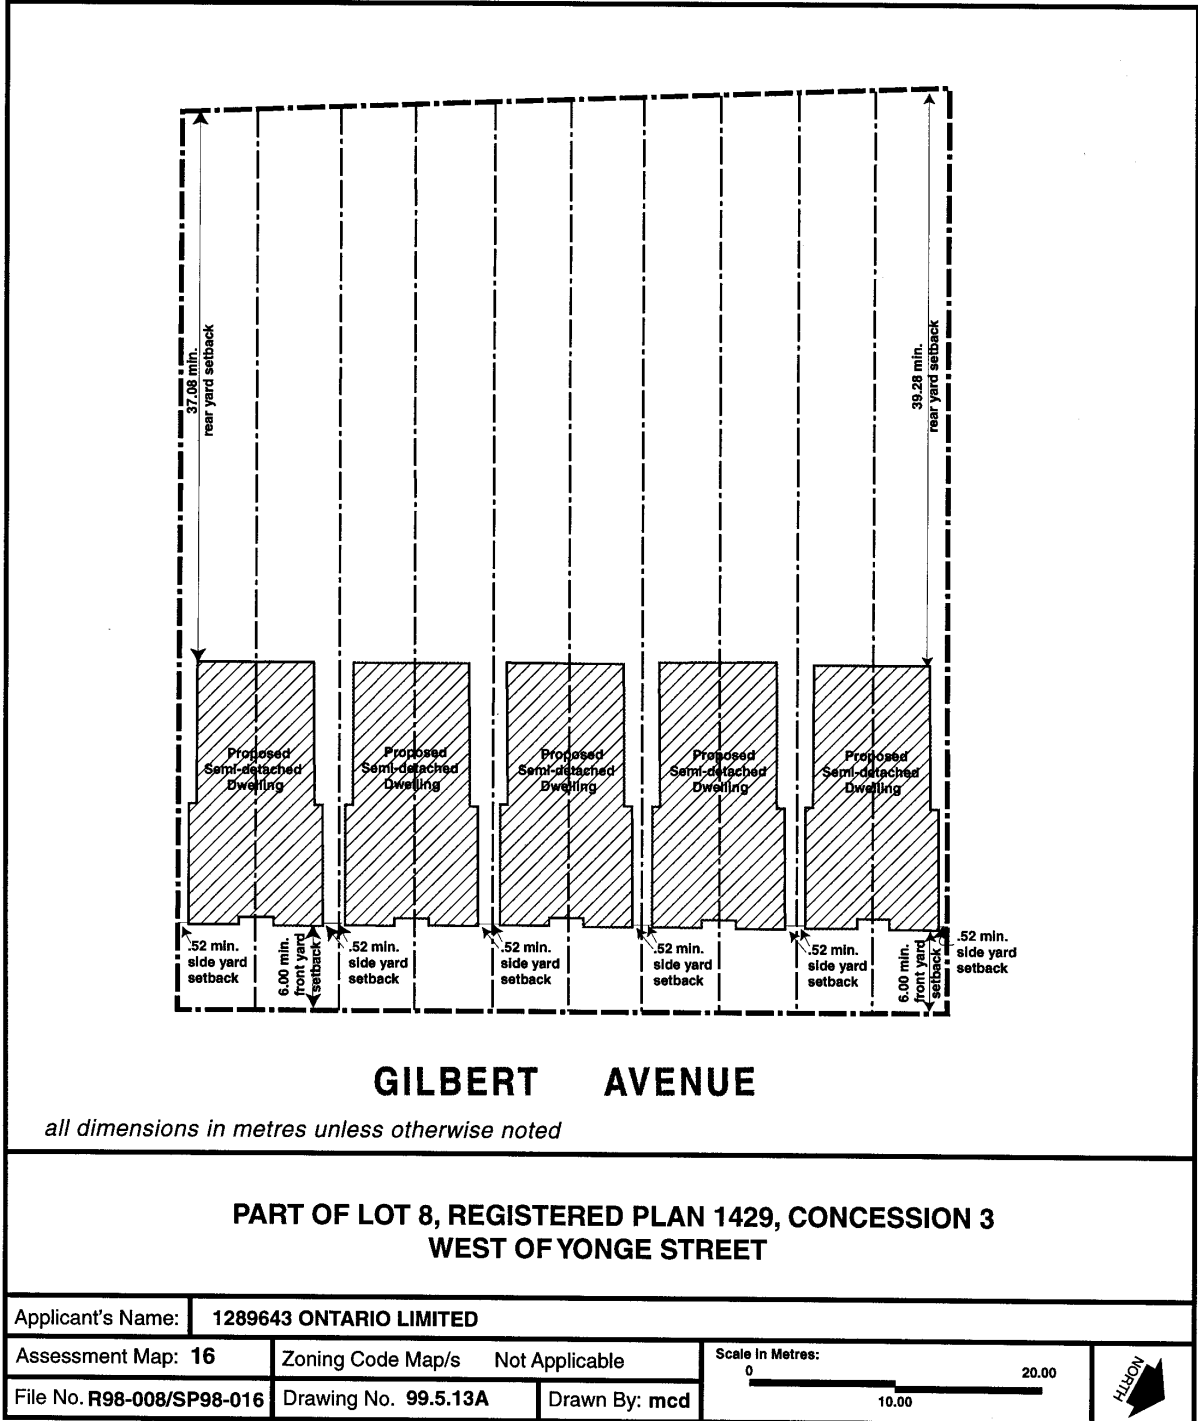 37.08 min.
rear yard setback
39.28 min.
rear yard setback
Proposed
Semi-detached
Dwelling
Proposed
Semi-detached
Dwelling
Proposed
Semi-detached
Dwelling
Proposed
Semi-detached
Dwelling
Proposed
Semi-detached
Dwelling
.52 min.
side yard
setback
6.00 min.
front yard
setback
.52 min.
side yard
setback
.52 min.
side yard
setback
.52 min.
side yard
setback
.52 min.
side yard
setback
6.00 min.
front yard
setback
.52 min.
side yard
setback
GILBERT AVENUE
all dimensions in metres unless otherwise noted
PART OF LOT 8, REGISTERED PLAN 1429, CONCESSION 3
WEST OF YONGE STREET
Applicant's Name: 1289643 ONTARIO LIMITED
Assessment Map: 16
Zoning Code Map/s Not Applicable
File No. R98-008/SP98-016
Drawing No. 99.5.13A
Drawn By: mcd
Scale in Metres:
0
20.00
10.00
NORTH